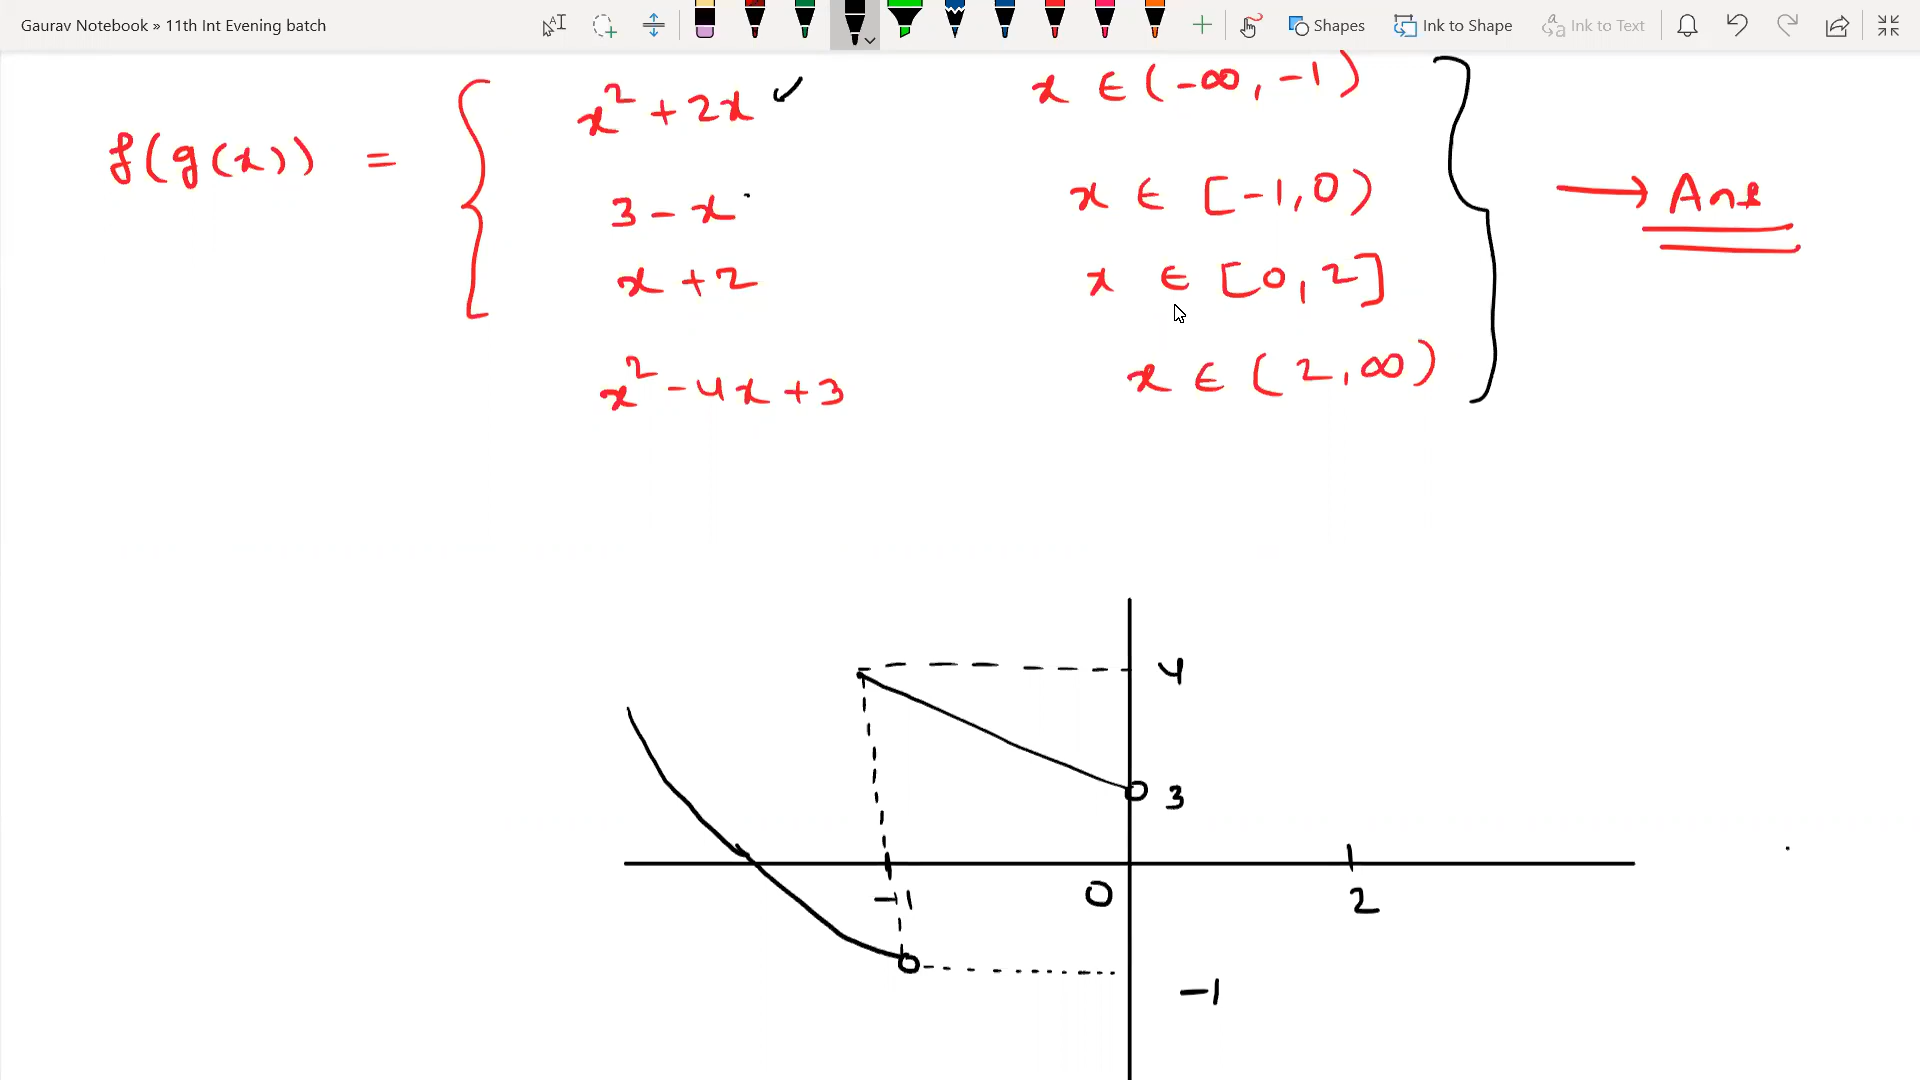 Gaurav Notebook » 11th Int Evening batch
Shapes Ink to Shape Ink to Text
f(g(x)) = { x² + 2x ✓ x ∈ (-∞, -1)
3 - x x ∈ [-1, 0)
x + 2 x ∈ [0, 2]
x² - 4x + 3 x ∈ (2, ∞)
→ Ans
4
3
-1 0 2
-1